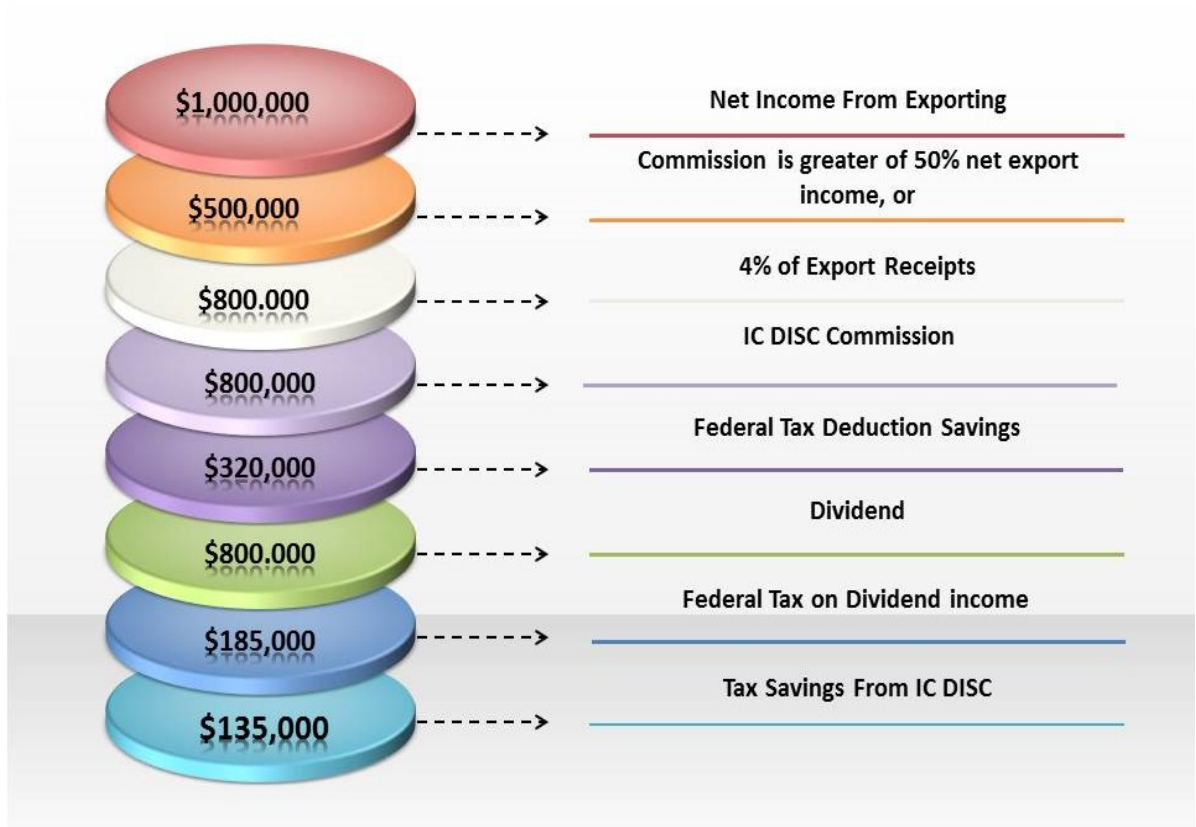 $1,000,000
Net Income From Exporting
Commission is greater of 50% net export
income, or
$500,000
4% of Export Receipts
$800.000
IC DISC Commission
$800,000
Federal Tax Deduction Savings
$320,000
Dividend
$800.000
Federal Tax on Dividend income
$185,000
Tax Savings From IC DISC
$135,000